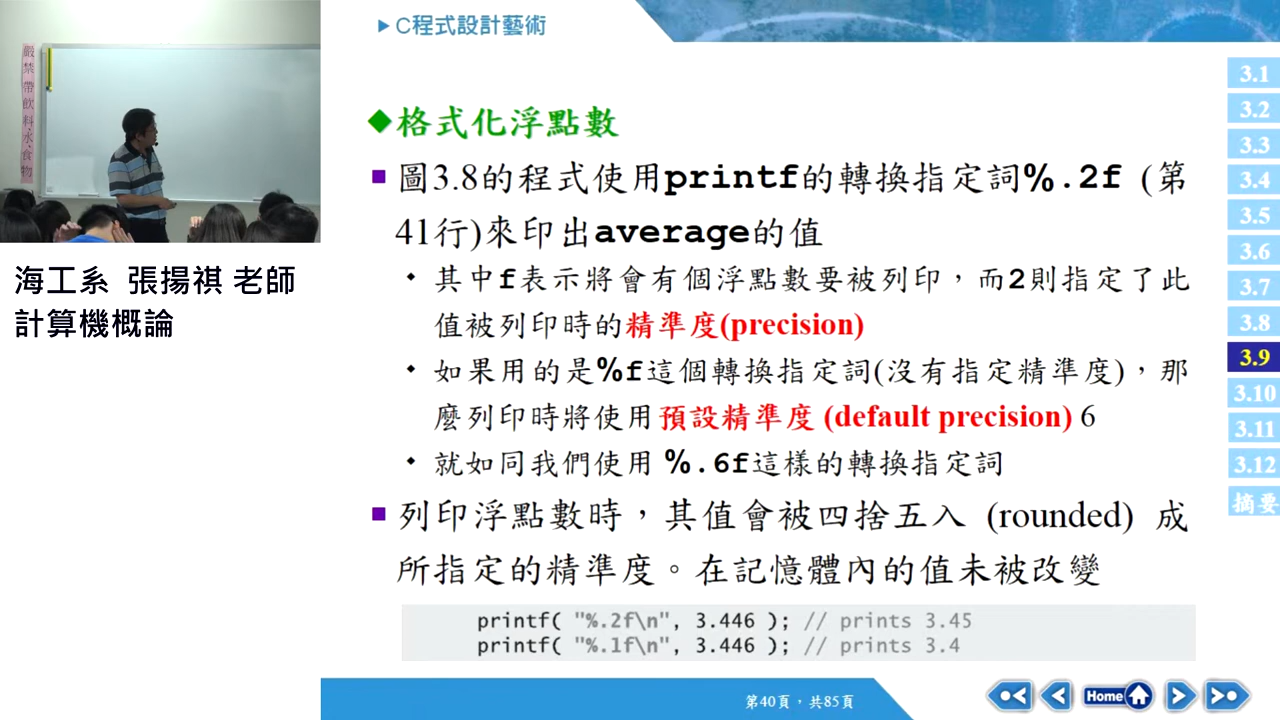 C程式設計藝術
嚴禁帶飲料、水、食物
海工系 張揚祺 老師
計算機概論
格式化浮點數
圖3.8的程式使用printf的轉換指定詞%.2f (第
41行)來印出average的值
其中f表示將會有個浮點數要被列印，而2則指定了此
值被列印時的精準度(precision)
如果用的是%f這個轉換指定詞(沒有指定精準度)，那
麼列印時將使用預設精準度 (default precision) 6
就如同我們使用 %.6f這樣的轉換指定詞
列印浮點數時，其值會被四捨五入 (rounded) 成
所指定的精準度。在記憶體內的值未被改變
printf( "%.2f\n", 3.446 ); // prints 3.45
printf( "%.1f\n", 3.446 ); // prints 3.4
3.1
3.2
3.3
3.4
3.5
3.6
3.7
3.8
3.9
3.10
3.11
3.12
摘要
第40頁，共85頁
Home